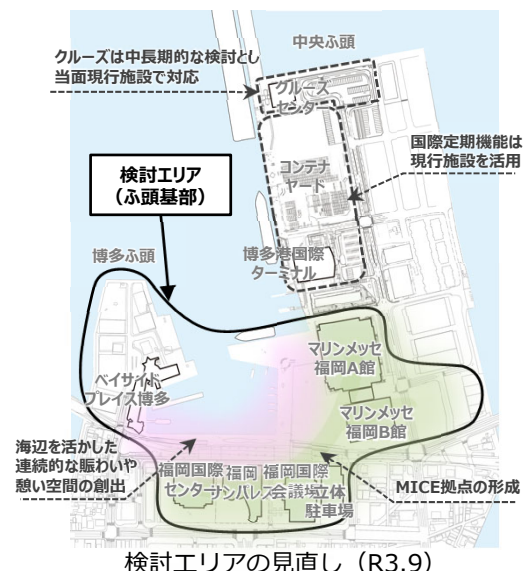 中央ふ頭
クルーズは中長期的な検討とし
当面現行施設で対応
クルーズ
センター
国際定期機能は
現行施設を活用
コンテナ
ヤード
検討エリア
（ふ頭基部）
博多ふ頭
博多港国際
ターミナル
マリンメッセ
福岡A館
ベイサイド
プレイス博多
マリンメッセ
福岡B館
海辺を活かした
連続的な賑わいや
憩い空間の創出
福岡国際
センター
福岡
サンパレス
福岡国際
会議場
立体
駐車場
MICE拠点の形成
検討エリアの見直し（R3.9）